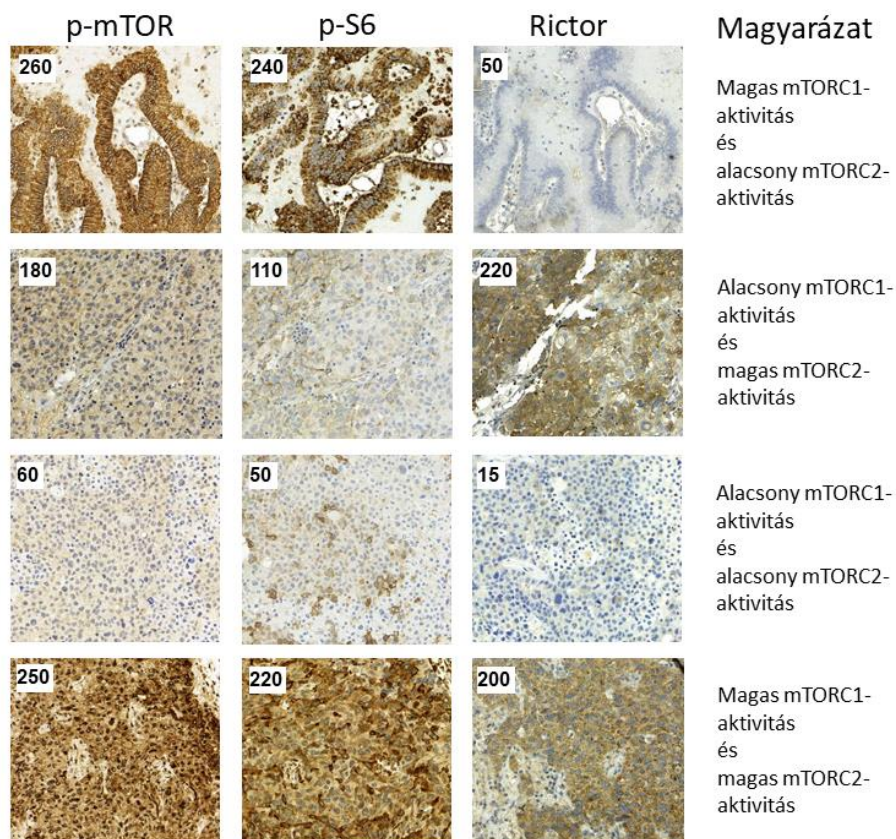 p-mTOR p-S6 Rictor Magyarázat
260 240 50
Magas mTORC1-
aktivitás
és
alacsony mTORC2-
aktivitás
180 110 220
Alacsony mTORC1-
aktivitás
és
magas mTORC2-
aktivitás
60 50 15
Alacsony mTORC1-
aktivitás
és
alacsony mTORC2-
aktivitás
250 220 200
Magas mTORC1-
aktivitás
és
magas mTORC2-
aktivitás